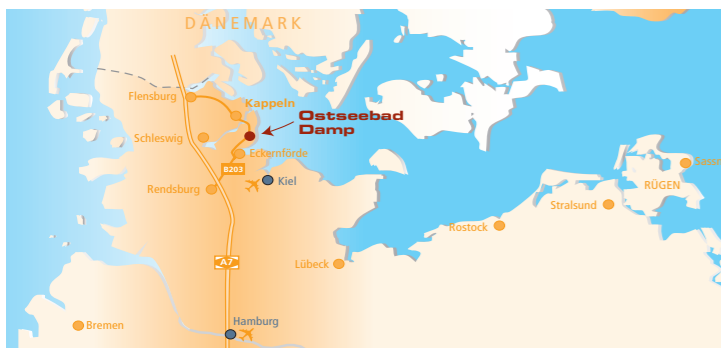 DÄNEMARK
Flensburg
Kappeln
Ostseebad
Damp
Schleswig
Eckernförde
B203
Kiel
Rendsburg
RÜGEN
Stralsund
Rostock
Lübeck
A7
Hamburg
Bremen